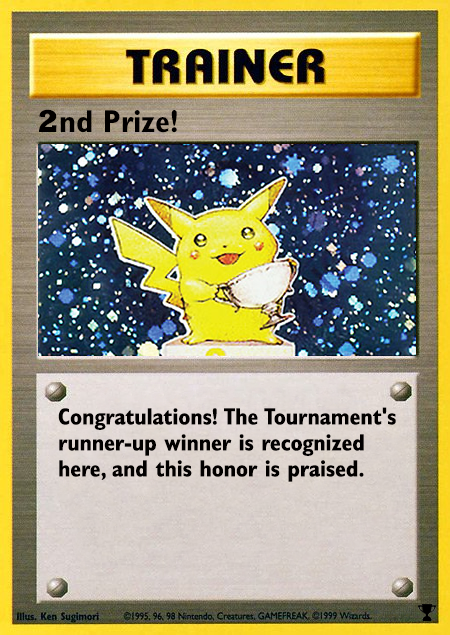 TRAINER
2nd Prize!
Congratulations! The Tournament's
runner-up winner is recognized
here, and this honor is praised.
Illus. Ken Sugimori ©1995, 96, 98 Nintendo, Creatures, GAMEFREAK. ©1999 Wizards.